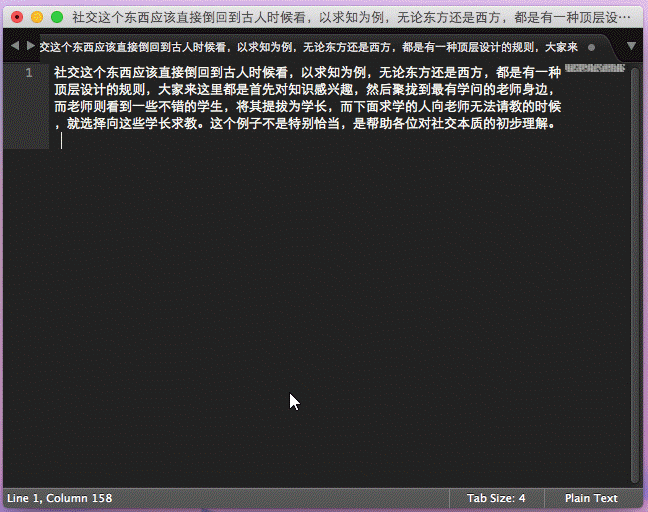 社交这个东西应该直接倒回到古人时候看，以求知为例，无论东方还是西方，都是有一种顶层设…
交这个东西应该直接倒回到古人时候看，以求知为例，无论东方还是西方，都是有一种顶层设计的规则，大家来
1
社交这个东西应该直接倒回到古人时候看，以求知为例，无论东方还是西方，都是有一种
顶层设计的规则，大家来这里都是首先对知识感兴趣，然后聚拢到最有学问的老师身边，
而老师则看到一些不错的学生，将其提拔为学长，而下面求学的人向老师无法请教的时候
，就选择向这些学长求教。这个例子不是特别恰当，是帮助各位对社交本质的初步理解。
Line 1, Column 158
Tab Size: 4
Plain Text